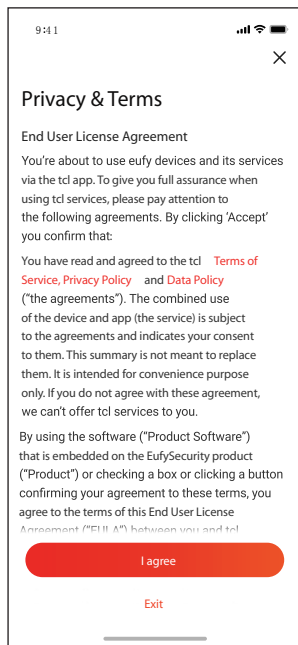 9:41
Privacy & Terms
End User License Agreement
You're about to use eufy devices and its services
via the tcl app. To give you full assurance when
using tcl services, please pay attention to
the following agreements. By clicking 'Accept'
you confirm that:
You have read and agreed to the tcl Terms of
Service, Privacy Policy and Data Policy
("the agreements"). The combined use
of the device and app (the service) is subject
to the agreements and indicates your consent
to them. This summary is not meant to replace
them. It is intended for convenience purpose
only. If you do not agree with these agreement,
we can't offer tcl services to you.
By using the software ("Product Software")
that is embedded on the EufySecurity product
("Product") or checking a box or clicking a button
confirming your agreement to these terms, you
agree to the terms of this End User License
Agreement ("EULA") between you and tcl
I agree
Exit